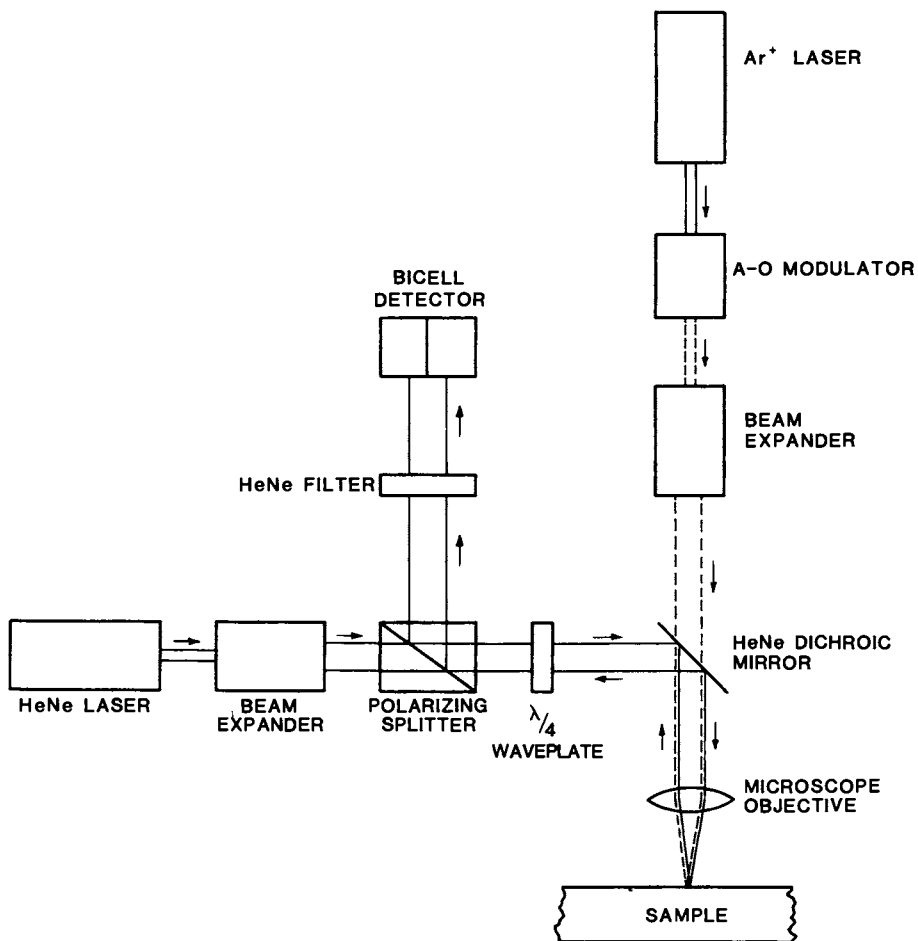 Ar⁺ LASER
A-O MODULATOR
BICELL
DETECTOR
BEAM
EXPANDER
HeNe FILTER
HeNe LASER
BEAM
EXPANDER
POLARIZING
SPLITTER
λ/4
WAVEPLATE
HeNe DICHROIC
MIRROR
MICROSCOPE
OBJECTIVE
SAMPLE